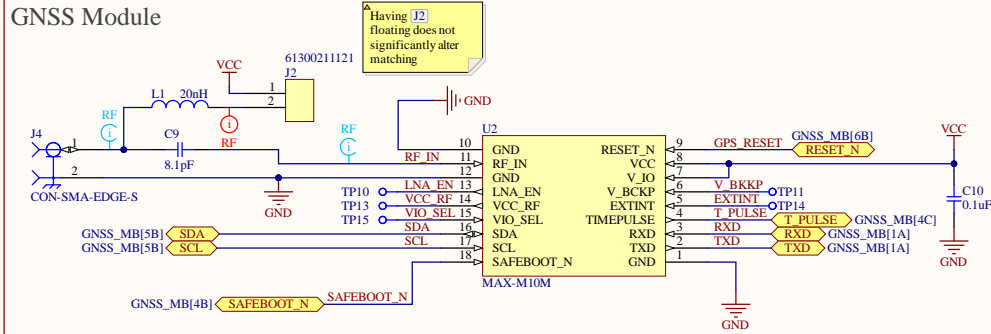 GNSS Module
Having J2
floating does not
significantly alter
matching
61300211121
VCC
J2
1
2
L1 20nH
RF
RF
RF
J4
1
2
C9
8.1pF
CON-SMA-EDGE-S
GND
GND
U2
10 GND
RF_IN 11 RF_IN
12 GND
TP10 LNA_EN 13 LNA_EN
TP13 VCC_RF 14 VCC_RF
TP15 VIO_SEL 15 VIO_SEL
GNSS_MB[5B] SDA SDA 16 SDA
GNSS_MB[5B] SCL SCL 17 SCL
18 SAFEBOOT_N
GNSS_MB[4B] SAFEBOOT_N SAFEBOOT_N
MAX-M10M
RESET_N 9 GPS_RESET RESET_N GNSS_MB[6B]
VCC 8
V_IO 7
V_BCKP 6 V_BKKP TP11
EXTINT 5 EXTINT TP14
TIMEPULSE 4 T_PULSE T_PULSE GNSS_MB[4C]
RXD 3 RXD RXD GNSS_MB[1A]
TXD 2 TXD TXD GNSS_MB[1A]
GND 1
GND
VCC
C10
0.1uF
GND